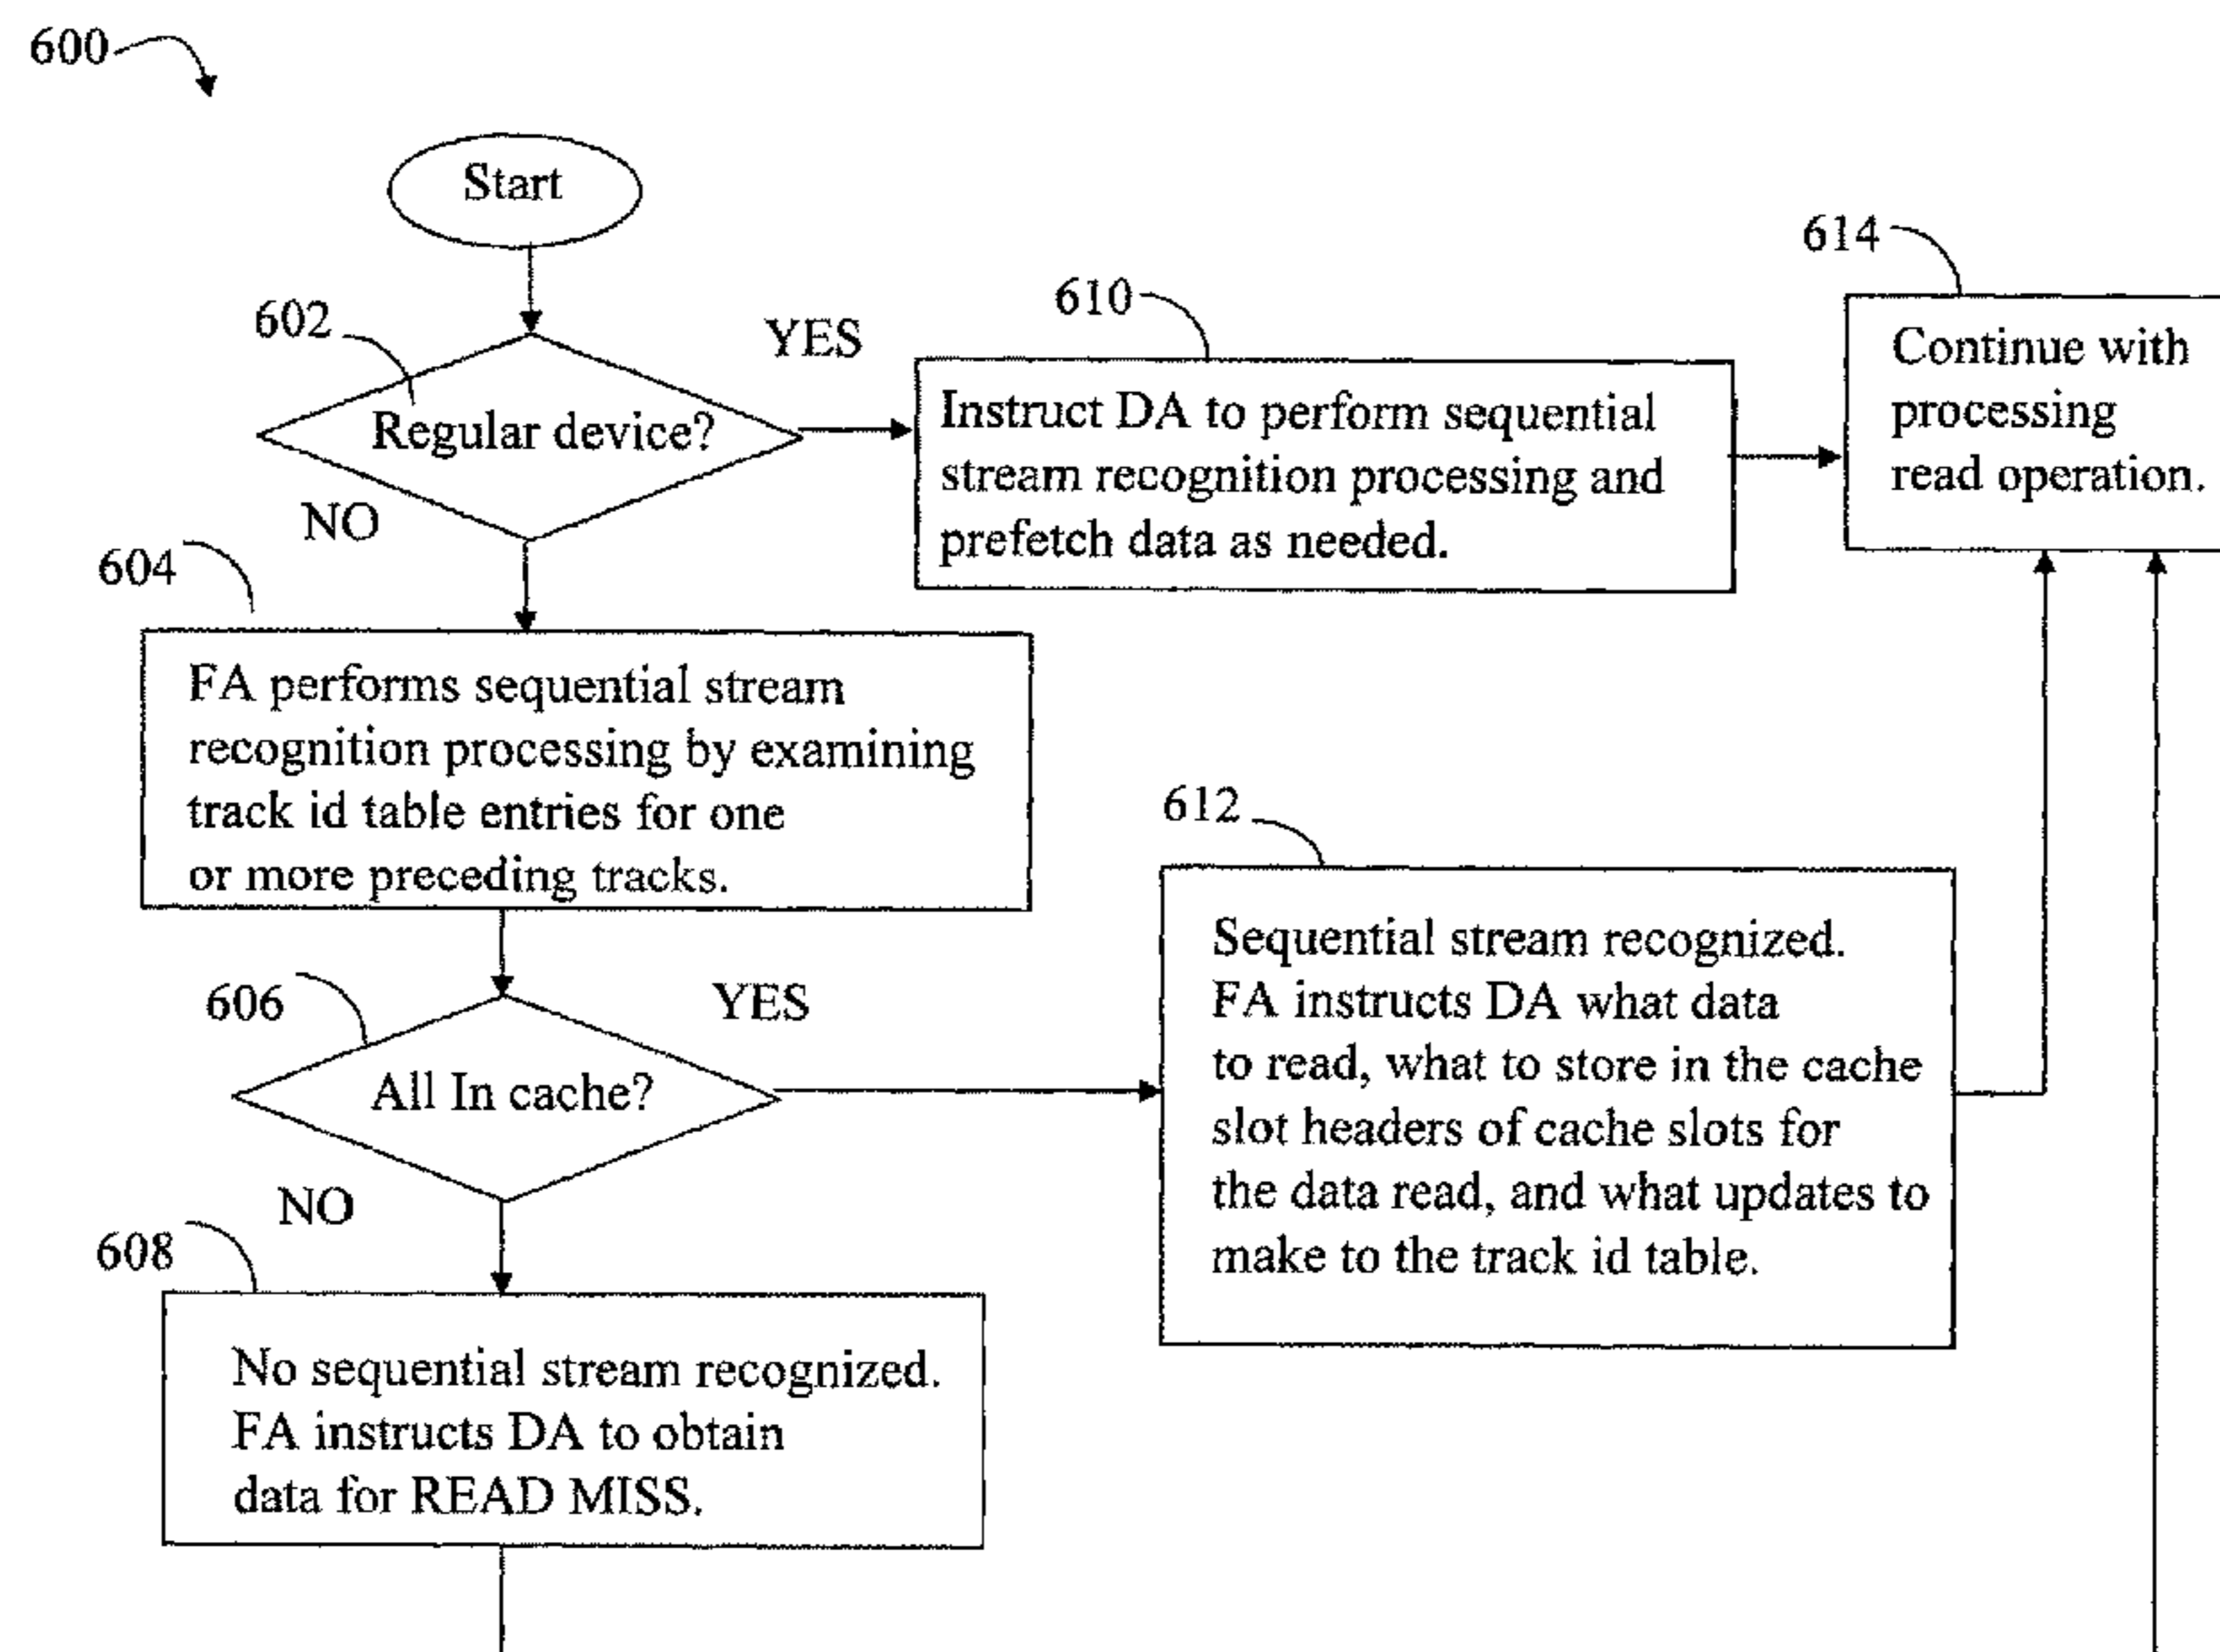 600
Start
602
Regular device?
YES
NO
610
Instruct DA to perform sequential
stream recognition processing and
prefetch data as needed.
614
Continue with
processing
read operation.
604
FA performs sequential stream
recognition processing by examining
track id table entries for one
or more preceding tracks.
606
All In cache?
YES
NO
612
Sequential stream recognized.
FA instructs DA what data
to read, what to store in the cache
slot headers of cache slots for
the data read, and what updates to
make to the track id table.
608
No sequential stream recognized.
FA instructs DA to obtain
data for READ MISS.